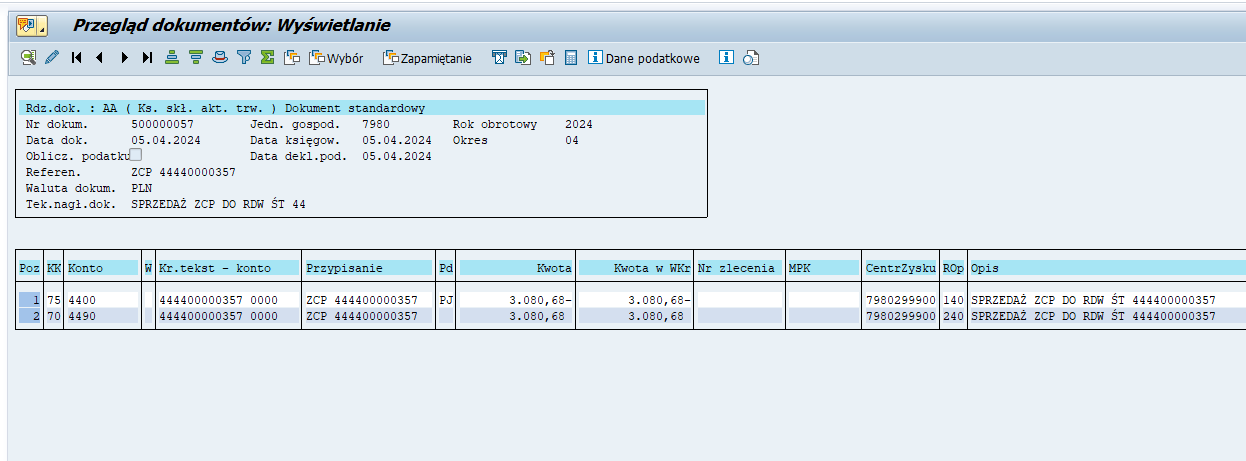 Przegląd dokumentów: Wyświetlanie
Wybór Zapamiętanie Dane podatkowe
Rdz.dok. : AA ( Ks. skł. akt. trw. ) Dokument standardowy
Nr dokum. 500000057 Jedn. gospod. 7980 Rok obrotowy 2024
Data dok. 05.04.2024 Data księgow. 05.04.2024 Okres 04
Oblicz. podatku Data dekl.pod. 05.04.2024
Referen. ZCP 44440000357
Waluta dokum. PLN
Tek.nagł.dok. SPRZEDAŻ ZCP DO RDW ŚT 44
Poz KK Konto W Kr.tekst - konto Przypisanie Pd Kwota Kwota w WKr Nr zlecenia MPK CentrZysku ROp Opis
1 75 4400 444400000357 0000 ZCP 444400000357 PJ 3.080,68- 3.080,68- 7980299900 140 SPRZEDAŻ ZCP DO RDW ŚT 444400000357
2 70 4490 444400000357 0000 ZCP 444400000357 3.080,68 3.080,68 7980299900 240 SPRZEDAŻ ZCP DO RDW ŚT 444400000357